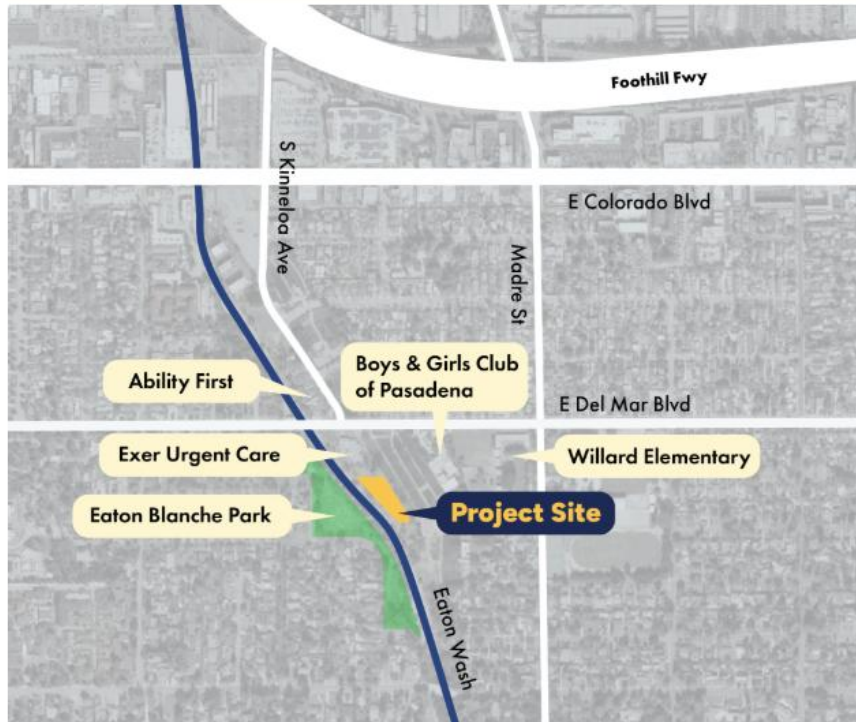 Foothill Fwy
S Kinneloa Ave
E Colorado Blvd
Madre St
Boys & Girls Club
of Pasadena
Ability First
E Del Mar Blvd
Exer Urgent Care
Willard Elementary
Eaton Blanche Park
Project Site
Eaton Wash